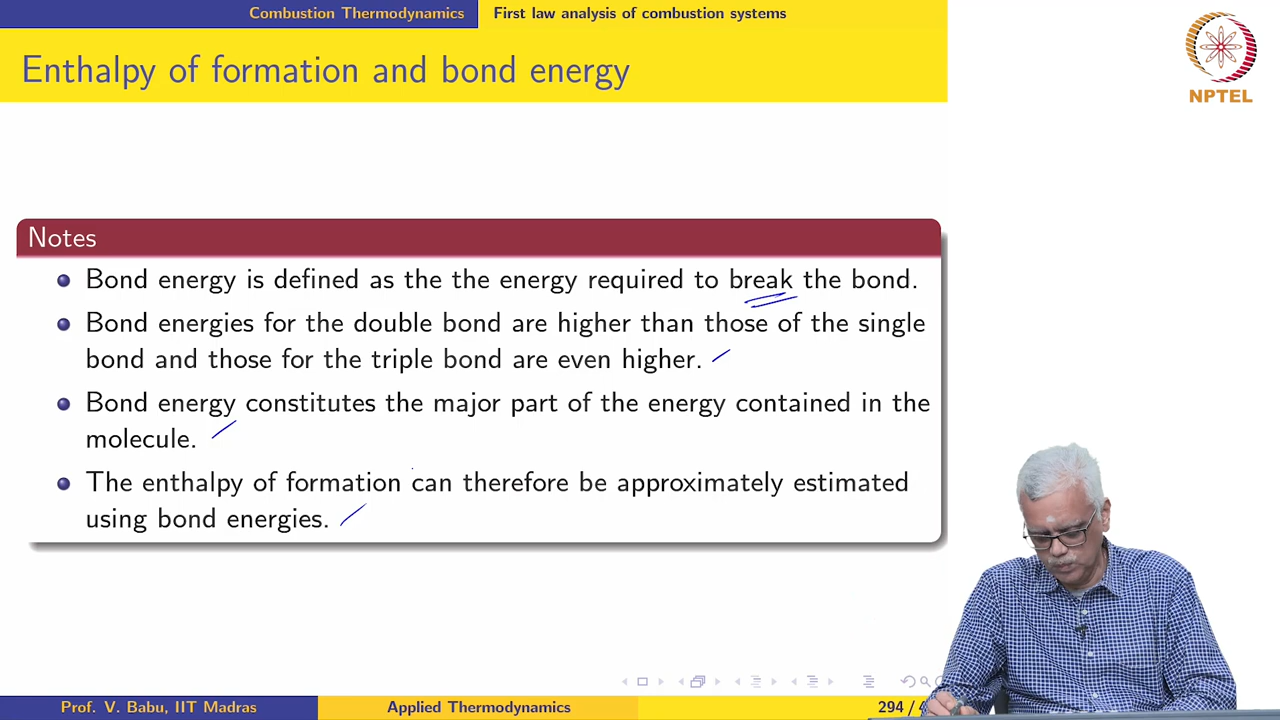 Combustion Thermodynamics First law analysis of combustion systems
Enthalpy of formation and bond energy
NPTEL
Notes
Bond energy is defined as the the energy required to break the bond.
Bond energies for the double bond are higher than those of the single
bond and those for the triple bond are even higher.
Bond energy constitutes the major part of the energy contained in the
molecule.
The enthalpy of formation can therefore be approximately estimated
using bond energies.
Prof. V. Babu, IIT Madras Applied Thermodynamics 294 /